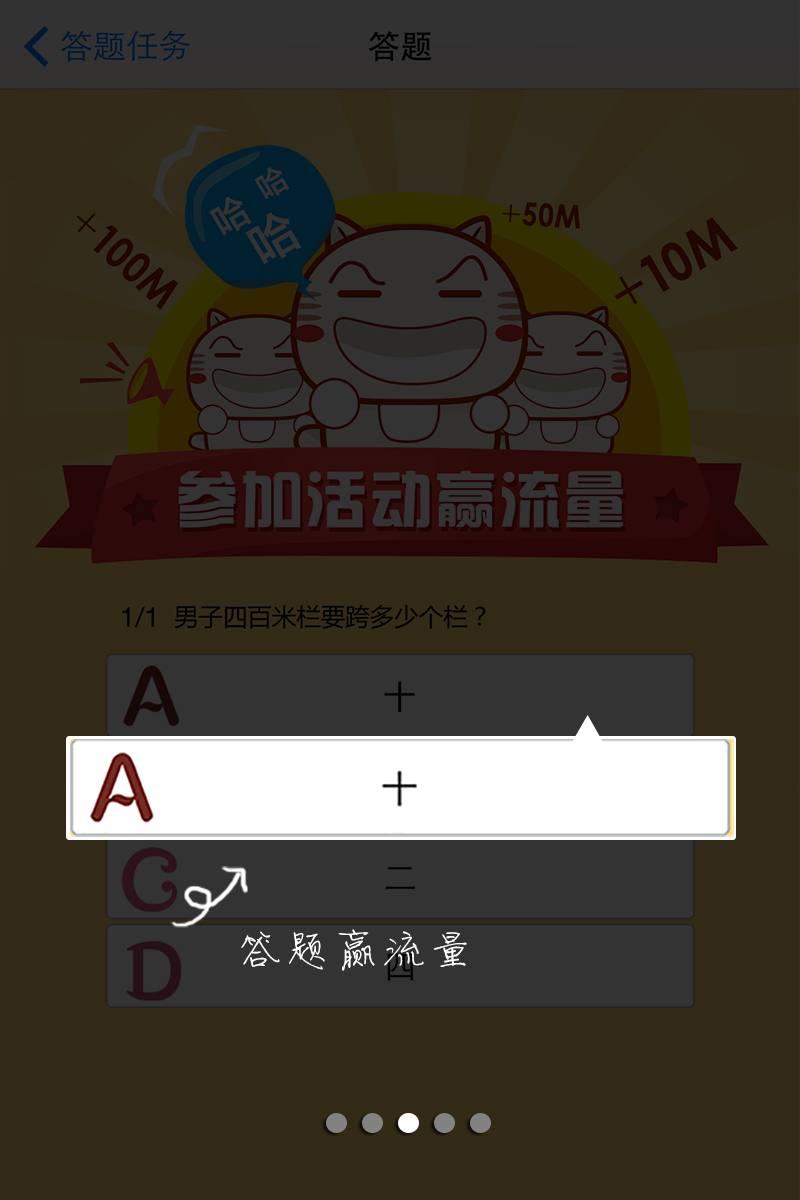 答题任务
答题
哈哈哈
×100M
+50M
+10M
参加活动赢流量
1/1 男子四百米栏要跨多少个栏？
A 十
A 十
C 二
答题赢流量
D 四